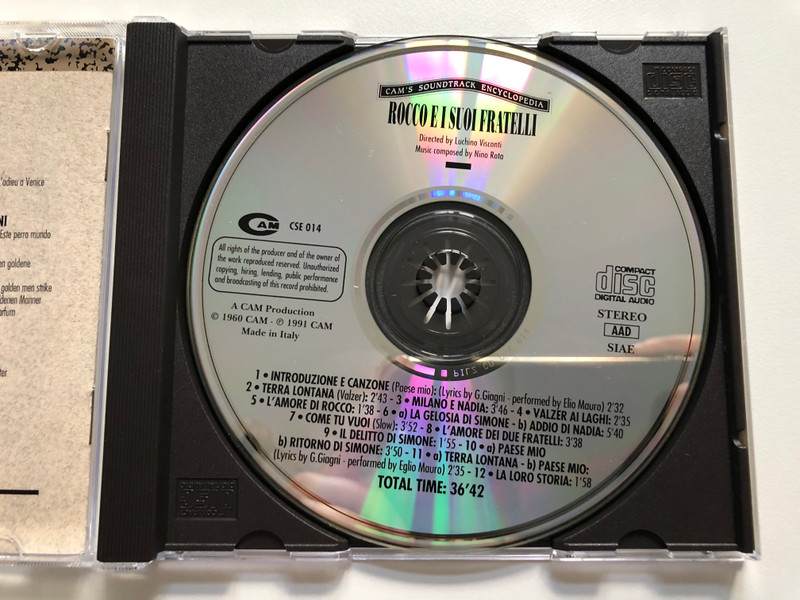 'adieu a Venice
NI
Este perro mundo
en goldene
golden men strike
denen Manner
arfum
ter
CAM'S SOUNDTRACK ENCYCLOPEDIA
ROCCO E I SUOI FRATELLI
Directed by Luchino Visconti
Music composed by Nino Rota
CAM CSE 014
All rights of the producer and of the owner of
the work reproduced reserved. Unauthorized
copying, hiring, lending, public performance
and broadcasting of this record prohibited.
A CAM Production
© 1960 CAM - ℗ 1991 CAM
Made in Italy
COMPACT
disc
DIGITAL AUDIO
STEREO
AAD
SIAE
1 • INTRODUZIONE E CANZONE (Paese mio): (Lyrics by G.Giagni - performed by Elio Mauro) 2'32
2 • TERRA LONTANA (Valzer): 2'43 - 3 • MILANO E NADIA: 3'46 - 4 • VALZER AI LAGHI: 2'35
5 • L'AMORE DI ROCCO: 1'38 - 6 • a) LA GELOSIA DI SIMONE - b) ADDIO DI NADIA: 5'40
7 • COME TU VUOI (Slow): 3'52 - 8 • L'AMORE DEI DUE FRATELLI: 3'38
9 • IL DELITTO DI SIMONE: 1'55 - 10 • a) PAESE MIO
b) RITORNO DI SIMONE: 3'50 - 11 • a) TERRA LONTANA - b) PAESE MIO:
(Lyrics by G.Giagni - performed by Eglio Mauro) 2'35 - 12 • LA LORO STORIA: 1'58
TOTAL TIME: 36'42